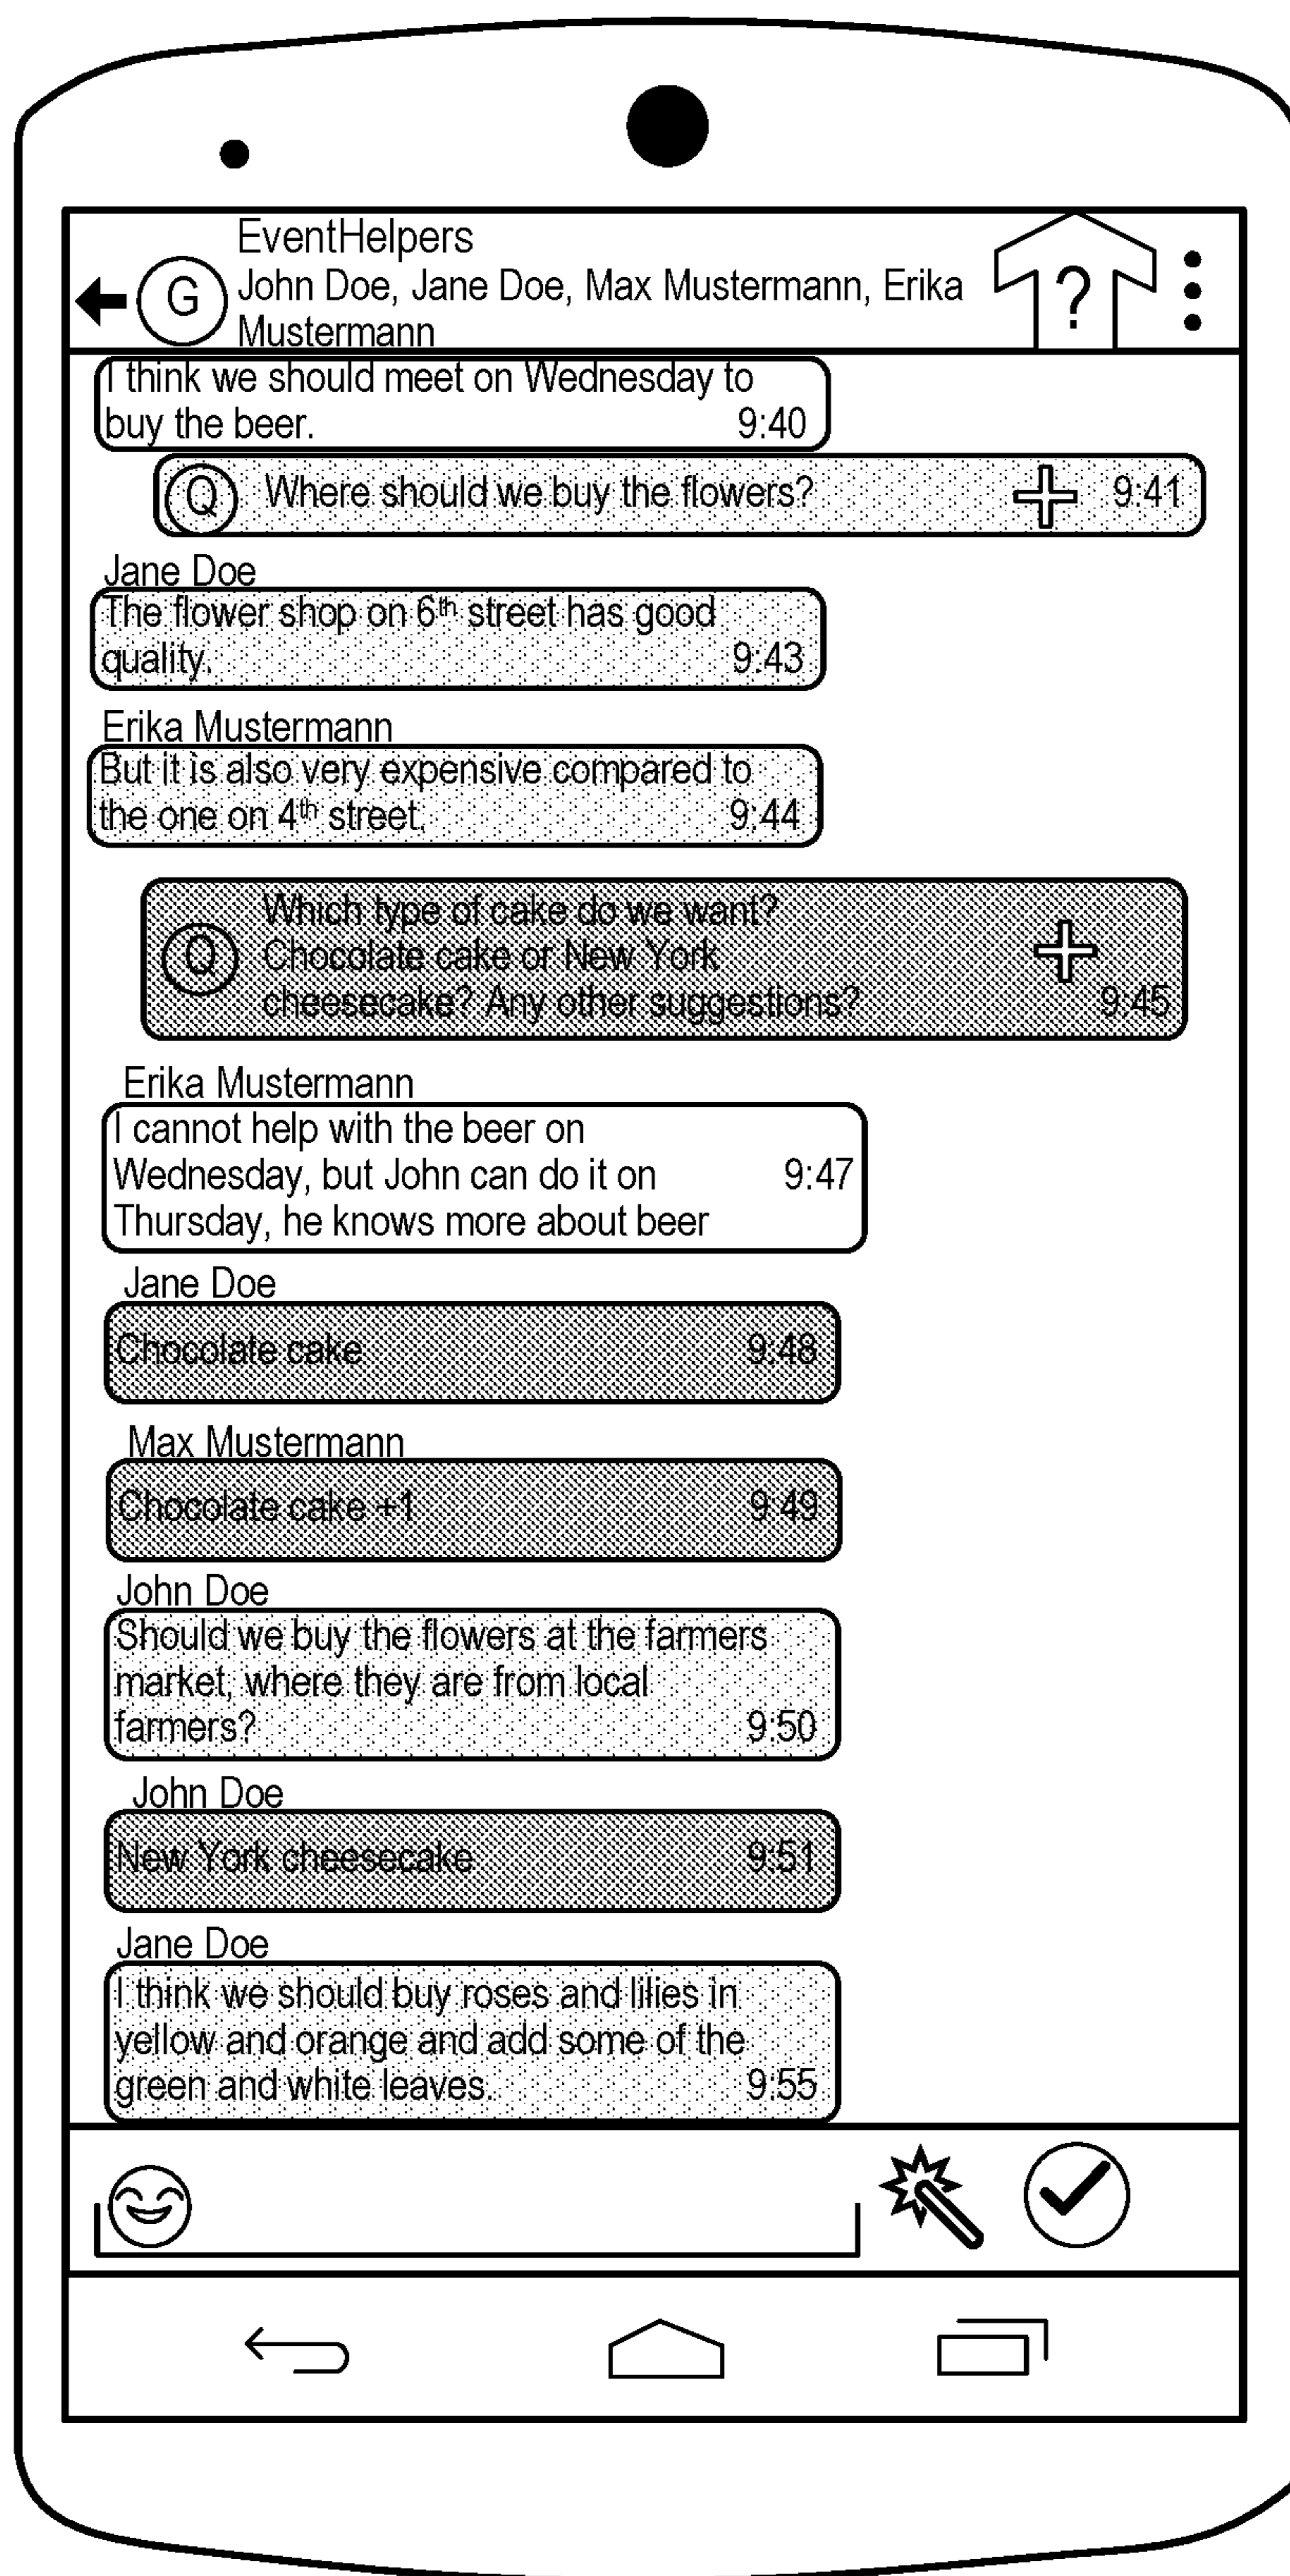 EventHelpers
G
John Doe, Jane Doe, Max Mustermann, Erika
Mustermann
?
I think we should meet on Wednesday to
buy the beer. 9:40
Q Where should we buy the flowers? 9:41
Jane Doe
The flower shop on 6th street has good
quality. 9:43
Erika Mustermann
But it is also very expensive compared to
the one on 4th street. 9:44
Which type of cake do we want?
Q Chocolate cake or New York
cheesecake? Any other suggestions? 9:45
Erika Mustermann
I cannot help with the beer on
Wednesday, but John can do it on 9:47
Thursday, he knows more about beer
Jane Doe
Chocolate cake 9:48
Max Mustermann
Chocolate cake +1 9:49
John Doe
Should we buy the flowers at the farmers
market, where they are from local
farmers? 9:50
John Doe
New York cheesecake 9:51
Jane Doe
I think we should buy roses and lilies in
yellow and orange and add some of the
green and white leaves. 9:55